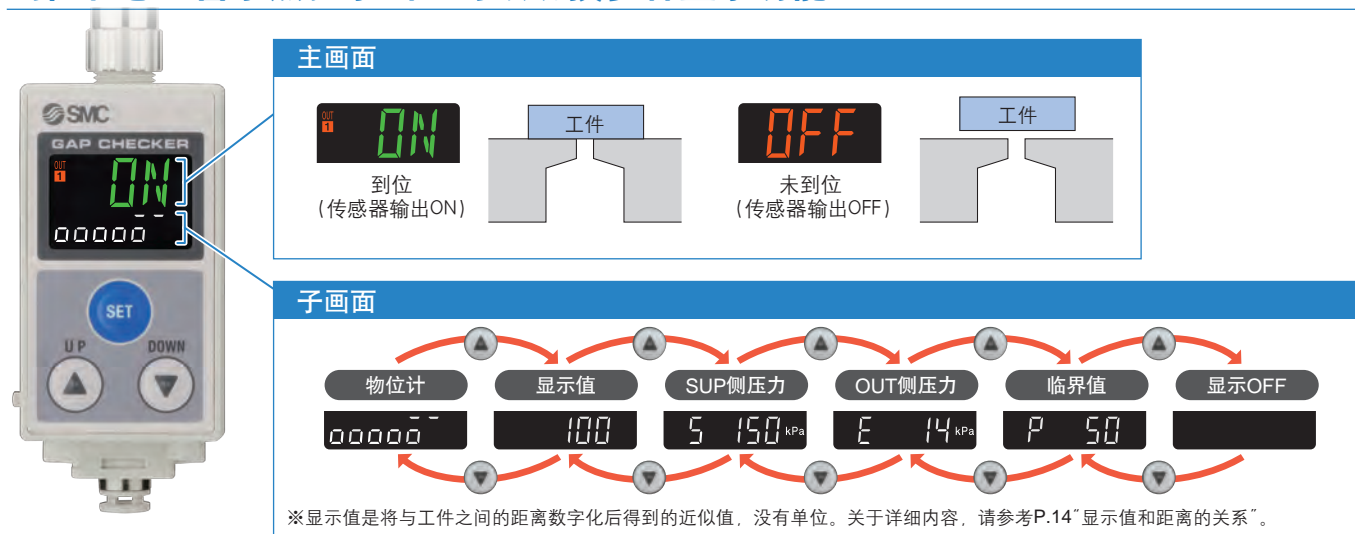 SMC
GAP CHECKER
OUT
1
ON
ooooo
SET
UP
DOWN
主画面
OUT
1
ON
到位
(传感器输出ON)
工件
OFF
未到位
(传感器输出OFF)
工件
子画面
物位计
显示值
SUP侧压力
OUT侧压力
临界值
显示OFF
ooooo
100
S 150 kPa
E 14 kPa
P 50
※显示值是将与工件之间的距离数字化后得到的近似值，没有单位。关于详细内容，请参考P.14“显示值和距离的关系”。